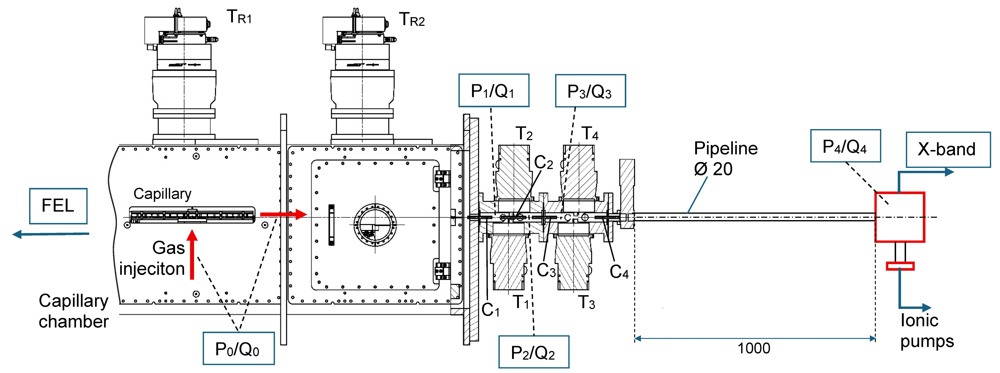 TR1
TR2
P1/Q1
P3/Q3
T2
T4
C2
Pipeline
Ø 20
P4/Q4
X-band
FEL
Capillary
Gas
injeciton
Capillary
chamber
P0/Q0
C1
T1
C3
T3
C4
P2/Q2
1000
Ionic
pumps